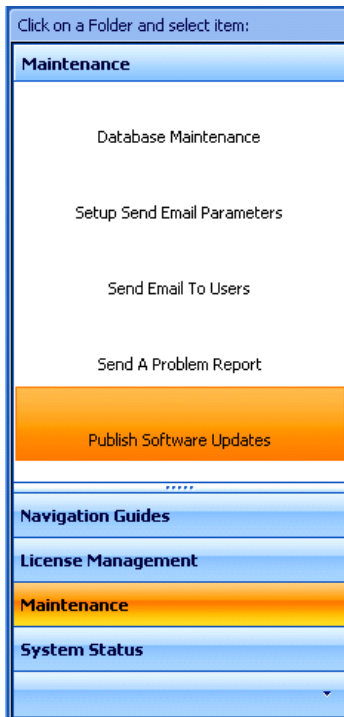 Click on a Folder and select item:
Maintenance
Database Maintenance
Setup Send Email Parameters
Send Email To Users
Send A Problem Report
Publish Software Updates
Navigation Guides
License Management
Maintenance
System Status